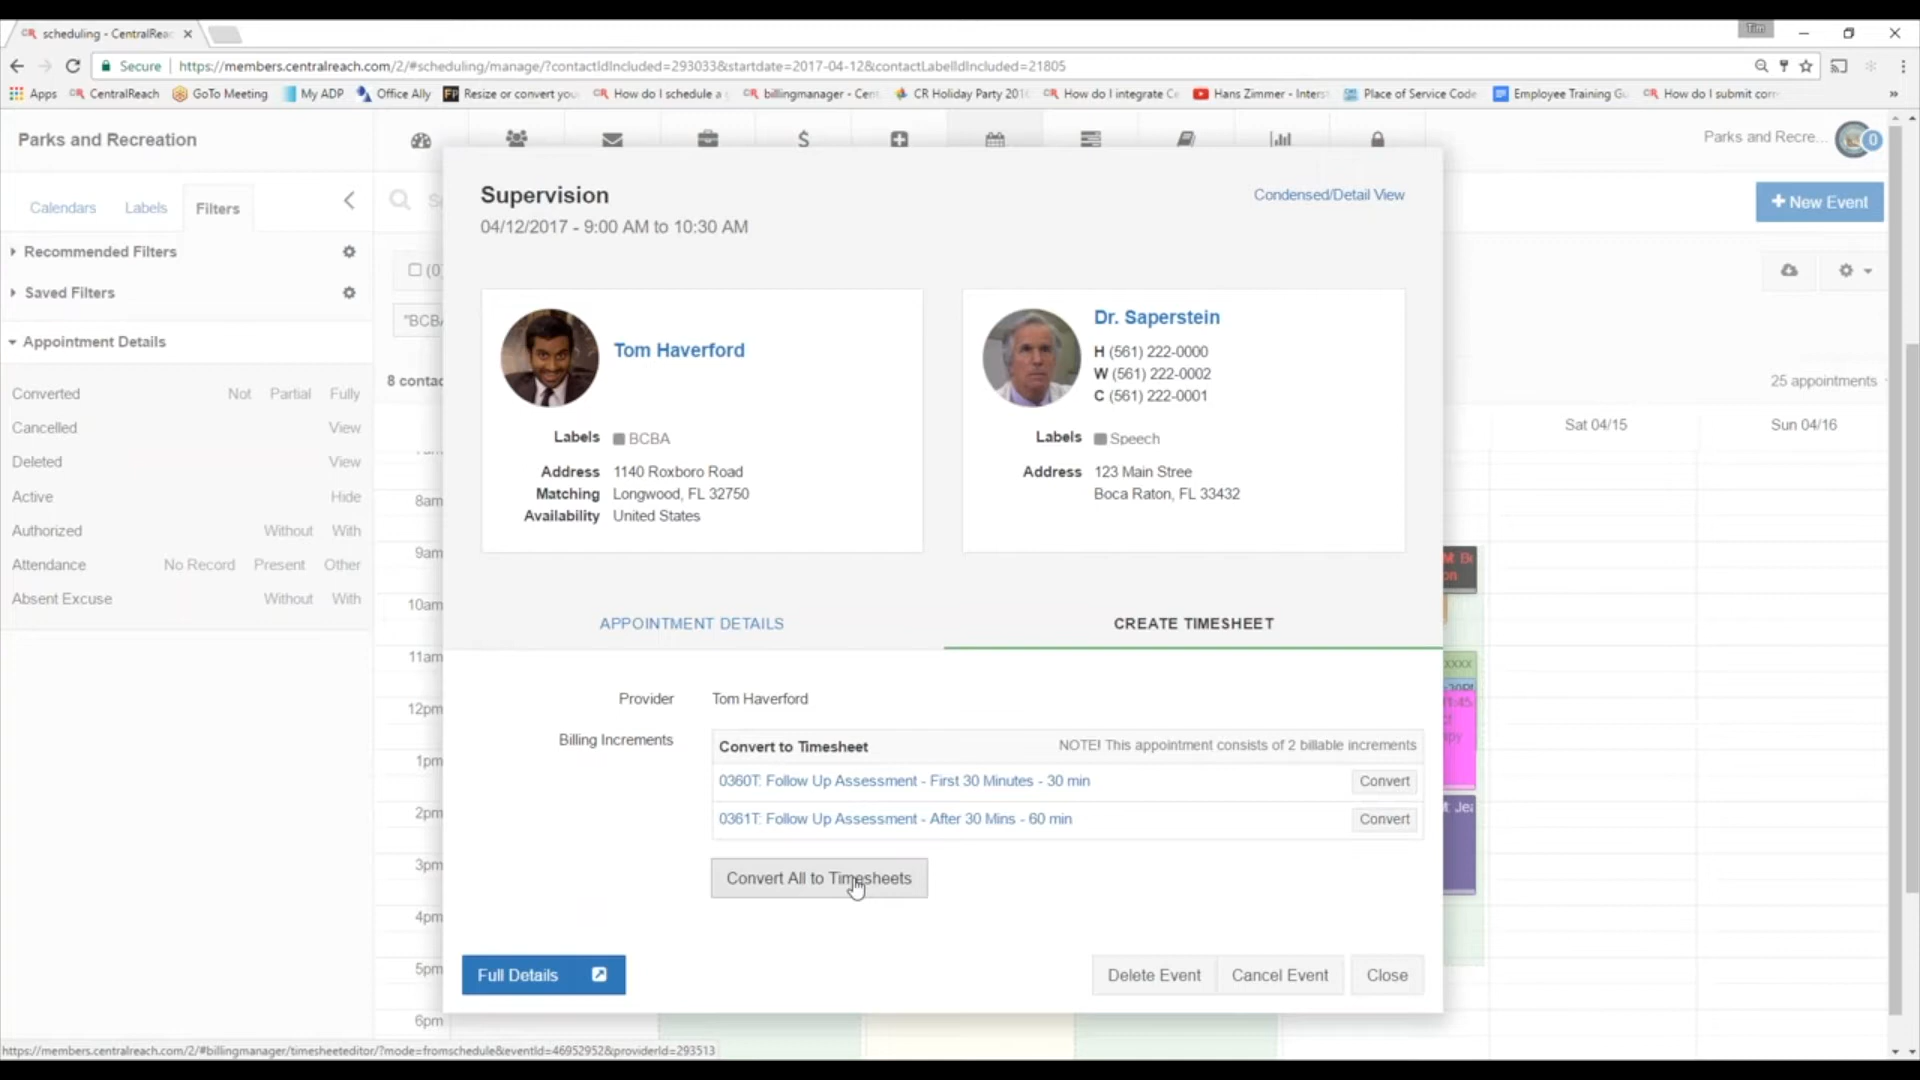 scheduling - CentralReac
Tim
Secure https://members.centralreach.com/2/#scheduling/manage/?contactIdIncluded=293033&startdate=2017-04-12&contactLabelIdIncluded=21805
Apps CentralReach GoTo Meeting My ADP Office Ally Resize or convert you How do I schedule a billingmanager - Cent CR Holiday Party 201 How do I integrate Ce Hans Zimmer - Inters Place of Service Code Employee Training Gu How do I submit corr »
Parks and Recreation
Parks and Recre... 0
Calendars Labels Filters
+ New Event
Supervision
Condensed/Detail View
04/12/2017 - 9:00 AM to 10:30 AM
Recommended Filters
Saved Filters
(0)
"BCBA
Appointment Details
8 contac
25 appointments
Converted Not Partial Fully
Cancelled View
Deleted View
Active Hide
Authorized Without With
Attendance No Record Present Other
Absent Excuse Without With
Tom Haverford
Labels BCBA
Address Matching Availability
1140 Roxboro Road
Longwood, FL 32750
United States
Dr. Saperstein
H (561) 222-0000
W (561) 222-0002
C (561) 222-0001
Labels Speech
Address 123 Main Stree
Boca Raton, FL 33432
Sat 04/15 Sun 04/16
8am
9am
10am
11am
12pm
1pm
2pm
3pm
4pm
5pm
6pm
APPOINTMENT DETAILS CREATE TIMESHEET
Provider Tom Haverford
Billing Increments
Convert to Timesheet NOTE! This appointment consists of 2 billable increments
0360T: Follow Up Assessment - First 30 Minutes - 30 min Convert
0361T: Follow Up Assessment - After 30 Mins - 60 min Convert
Convert All to Timesheets
Full Details
Delete Event Cancel Event Close
https://members.centralreach.com/2/#billingmanager/timesheeteditor/?mode=fromschedule&eventId=46952952&providerId=293513